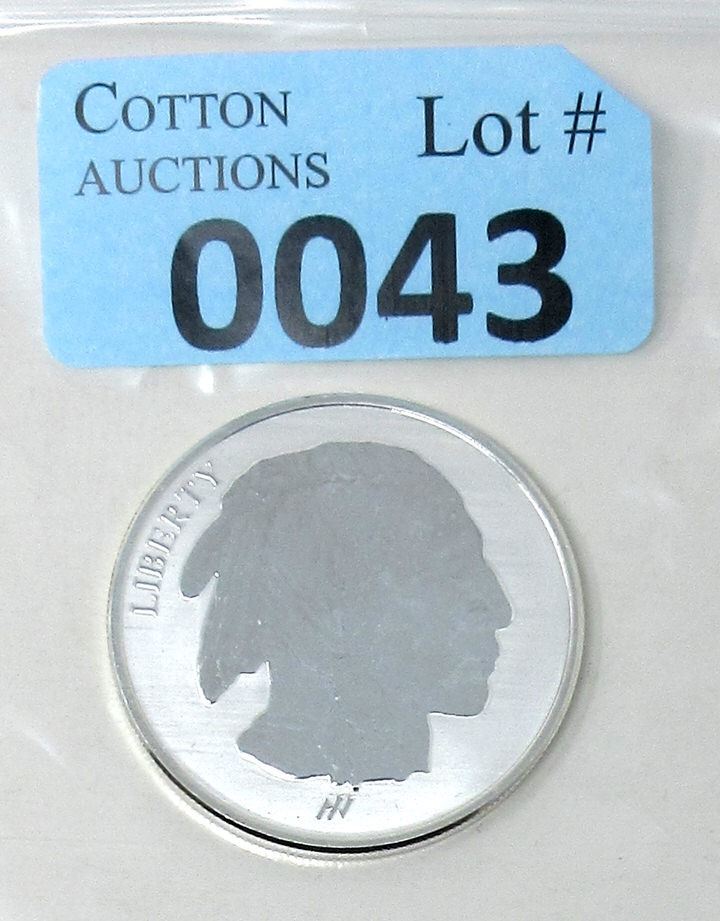 COTTON
AUCTIONS
Lot #
0043
LIBERTY